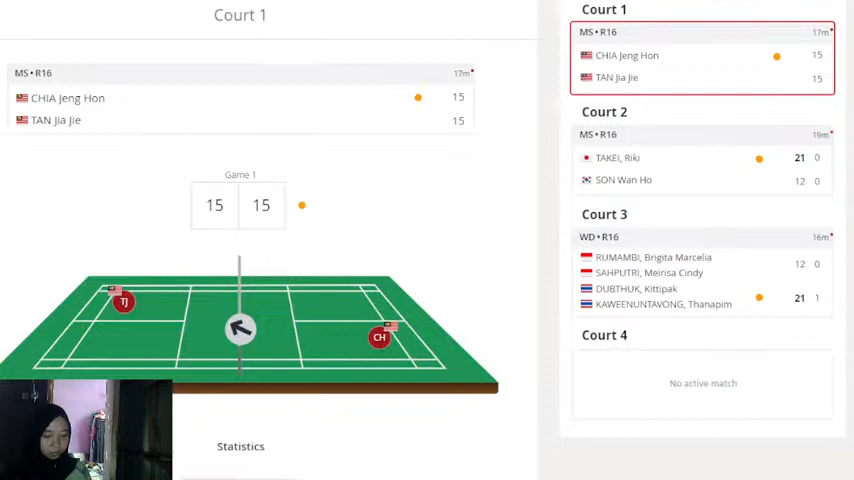 Court 1
MS • R16 17m
CHIA Jeng Hon 15
TAN Jia Jie 15
Game 1
15 15
TJ
CH
Statistics
Court 1
MS • R16 17m
CHIA Jeng Hon 15
TAN Jia Jie 15
Court 2
MS • R16 19m
TAKEI, Riki 21 0
SON Wan Ho 12 0
Court 3
WD • R16 16m
RUMAMBI, Brigita Marcelia
SAHPUTRI, Meirisa Cindy 12 0
DUBTHUK, Kittipak
KAWEENUNTAVONG, Thanapim 21 1
Court 4
No active match